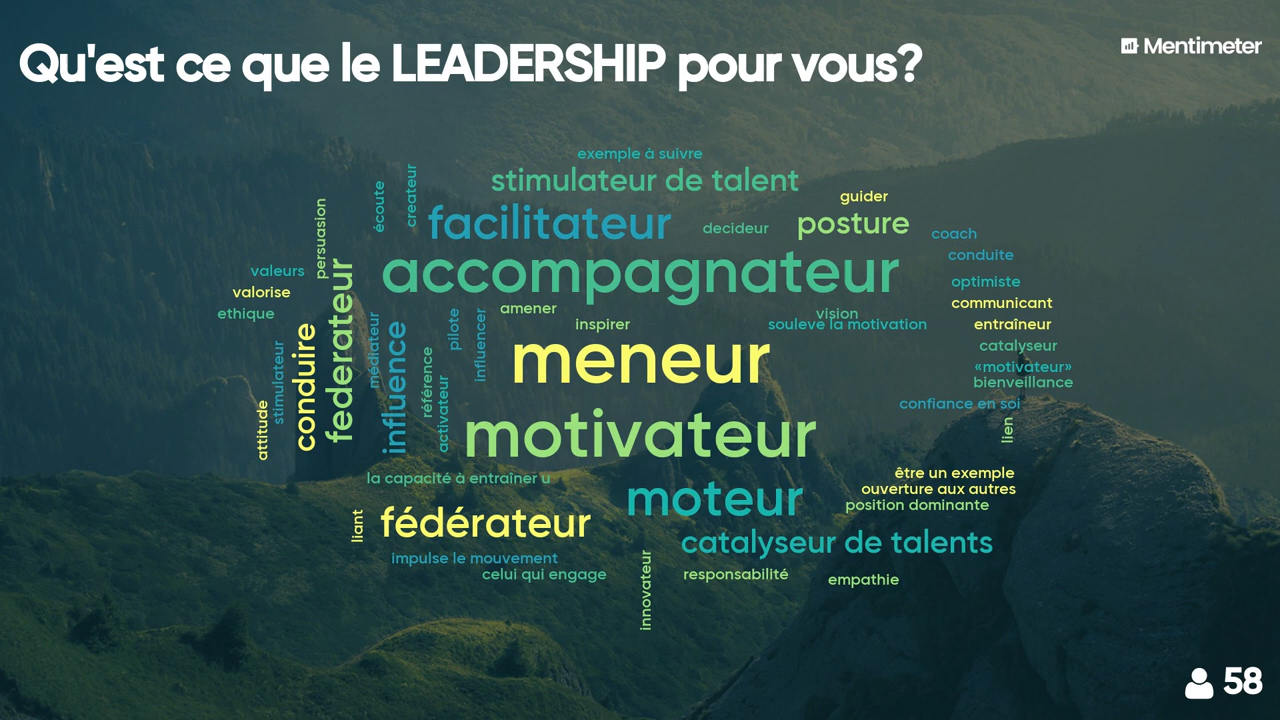 Qu'est ce que le LEADERSHIP pour vous?
Mentimeter
exemple à suivre
stimulateur de talent
guider
écoute
createur
facilitateur
decideur
posture
coach
persuasion
conduite
valeurs
accompagnateur
optimiste
valorise
communicant
ethique
federateur
amener
vision
inspirer
souleve la motivation
entraîneur
pilote
influencer
médiateur
catalyseur
stimulateur
conduire
influence
référence
activateur
meneur
«motivateur»
bienveillance
confiance en soi
attitude
lien
motivateur
la capacité à entraîner u
être un exemple
ouverture aux autres
moteur
position dominante
liant
fédérateur
catalyseur de talents
impulse le mouvement
celui qui engage
innovateur
responsabilité
empathie
58